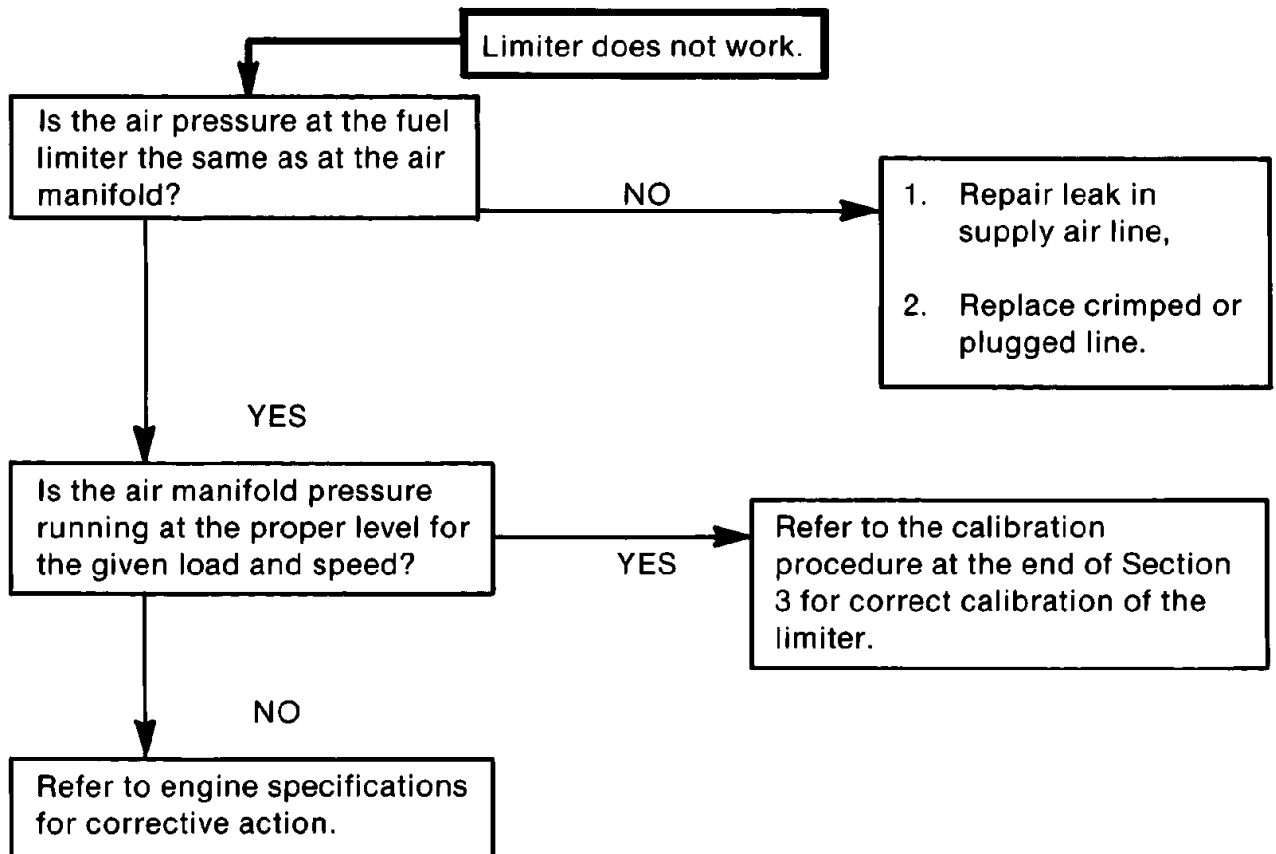 Limiter does not work.
Is the air pressure at the fuel
limiter the same as at the air
manifold?
NO
1. Repair leak in
supply air line,
2. Replace crimped or
plugged line.
YES
Is the air manifold pressure
running at the proper level for
the given load and speed?
YES
Refer to the calibration
procedure at the end of Section
3 for correct calibration of the
limiter.
NO
Refer to engine specifications
for corrective action.